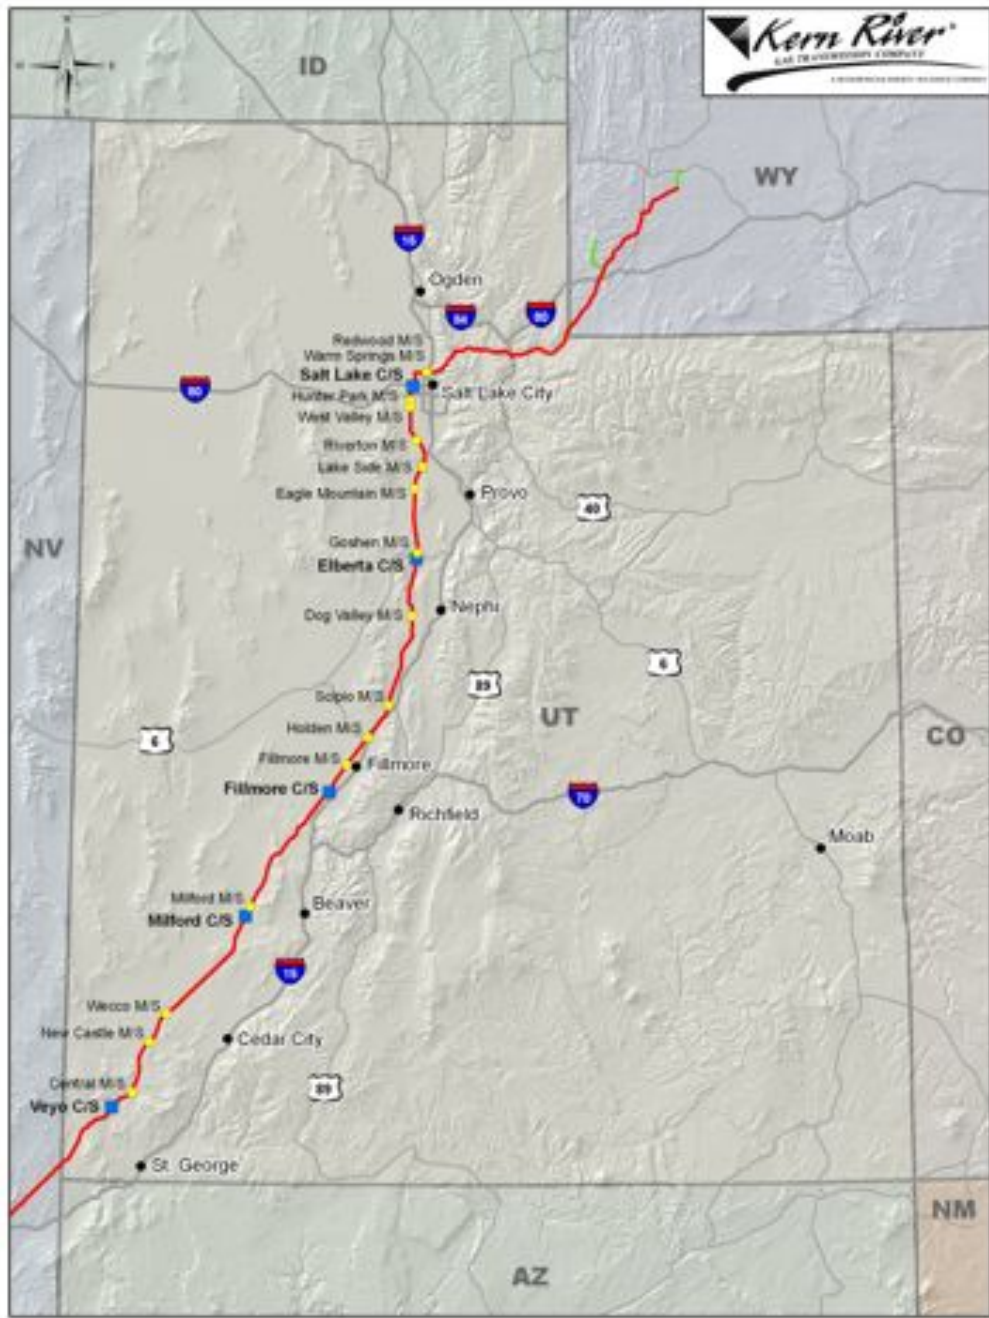 Kern River
GAS TRANSMISSION COMPANY
ID
WY
15
Ogden
84
80
Redwood M/S
Warm Springs M/S
Salt Lake C/S
80
Hunter Park M/S
Salt Lake City
West Valley M/S
Riverton M/S
Lake Side M/S
Eagle Mountain M/S
Provo
40
NV
Goshen M/S
Elberta C/S
Dog Valley M/S
Nephi
6
89
Scipio M/S
UT
Holden M/S
6
CO
Fillmore M/S
Fillmore
Fillmore C/S
70
Richfield
Moab
Milford M/S
Milford C/S
Beaver
15
Wecco M/S
New Castle M/S
Cedar City
Central M/S
89
Veyo C/S
St. George
NM
AZ